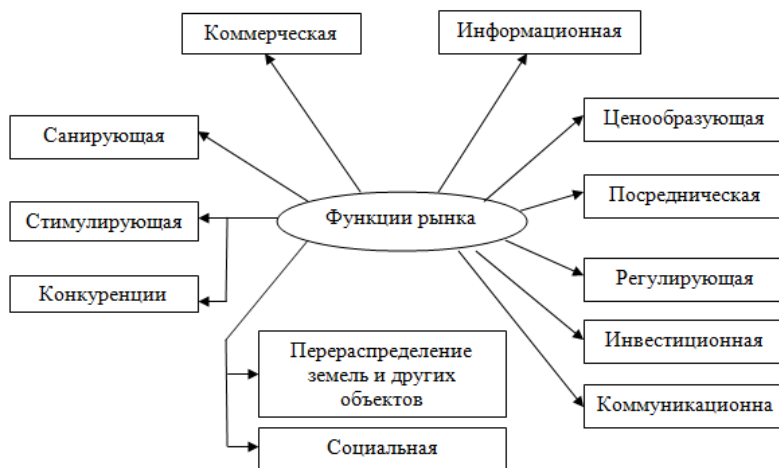 Коммерческая
Информационная
Санирующая
Ценообразующая
Стимулирующая
Функции рынка
Посредническая
Конкуренции
Регулирующая
Перераспределение
земель и других
объектов
Инвестиционная
Коммуникационна
Социальная